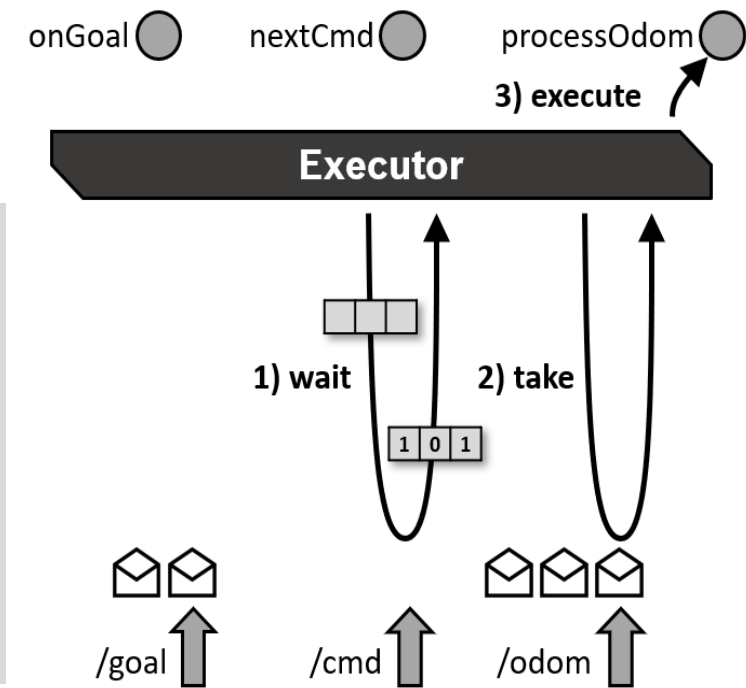 onGoal nextCmd processOdom
3) execute
Executor
1) wait 2) take
1 0 1
/goal /cmd /odom